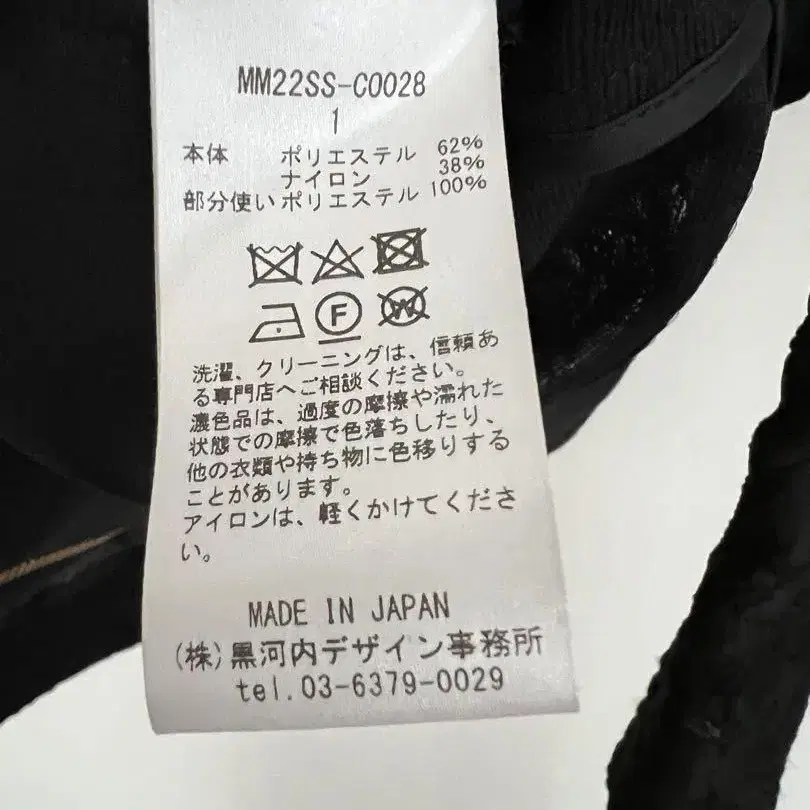 MM22SS-CO028
1
本体 ポリエステル 62%
ナイロン 38%
部分使い ポリエステル 100%
F
W
洗濯、クリーニングは、信頼あ
る専門店へご相談ください。
濃色品は、過度の摩擦や濡れた
状態での摩擦で色落ちしたり、
他の衣類や持ち物に色移りする
ことがあります。
アイロンは、軽くかけてくださ
い。
MADE IN JAPAN
(株)黒河内デザイン事務所
tel.03-6379-0029